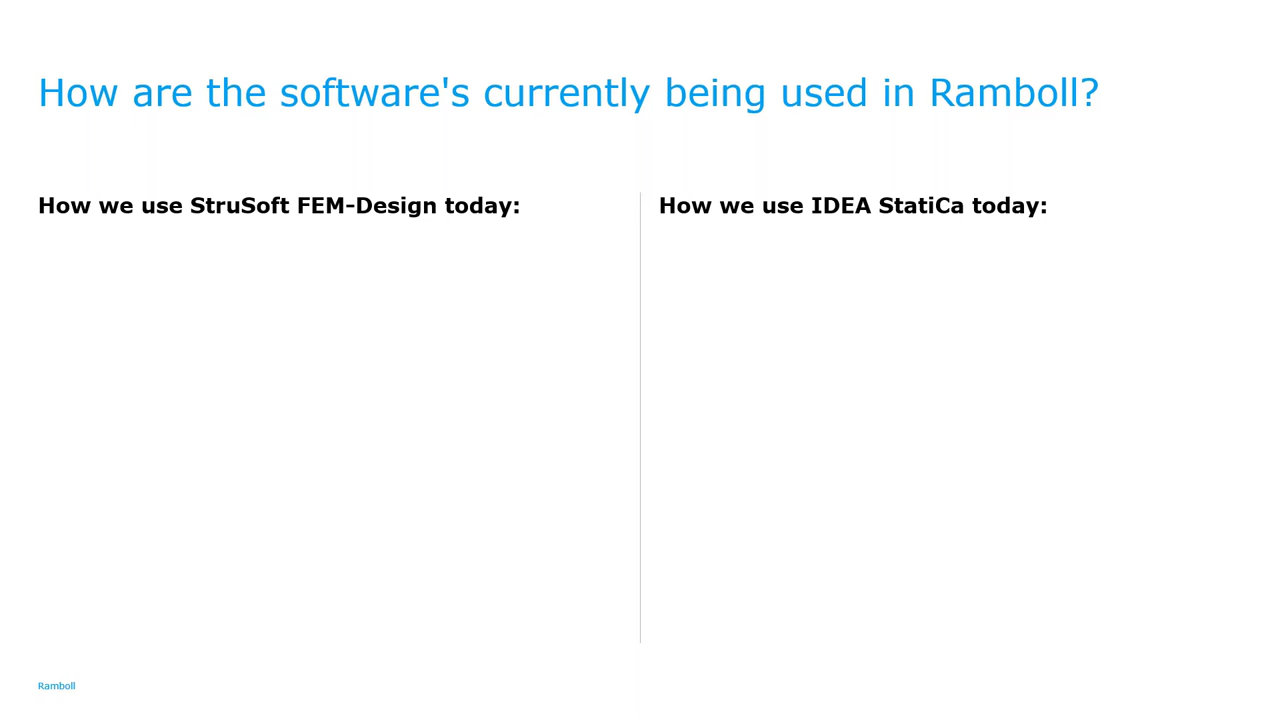 How are the software's currently being used in Ramboll?
How we use StruSoft FEM-Design today:
How we use IDEA StatiCa today:
Ramboll